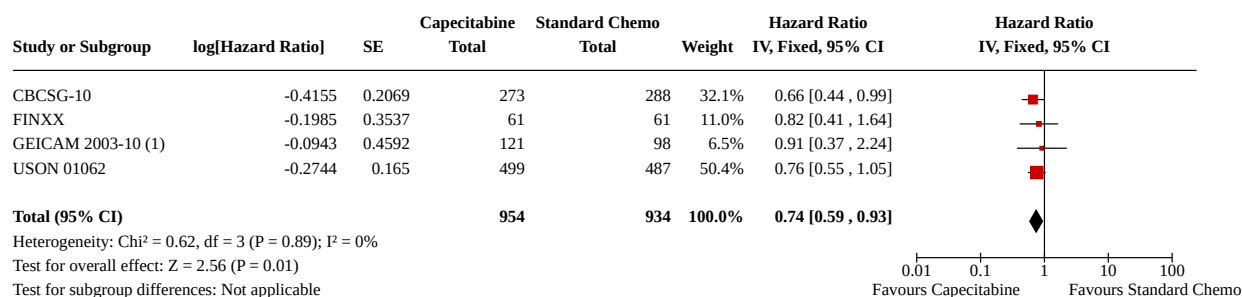 Capecitabine Standard Chemo Hazard Ratio Hazard Ratio
Study or Subgroup log[Hazard Ratio] SE Total Total Weight IV, Fixed, 95% CI IV, Fixed, 95% CI
CBCSG-10 -0.4155 0.2069 273 288 32.1% 0.66 [0.44 , 0.99]
FINXX -0.1985 0.3537 61 61 11.0% 0.82 [0.41 , 1.64]
GEICAM 2003-10 (1) -0.0943 0.4592 121 98 6.5% 0.91 [0.37 , 2.24]
USON 01062 -0.2744 0.165 499 487 50.4% 0.76 [0.55 , 1.05]
Total (95% CI) 954 934 100.0% 0.74 [0.59 , 0.93]
Heterogeneity: Chi² = 0.62, df = 3 (P = 0.89); I² = 0%
Test for overall effect: Z = 2.56 (P = 0.01)
0.01 0.1 1 10 100
Test for subgroup differences: Not applicable
Favours Capecitabine Favours Standard Chemo